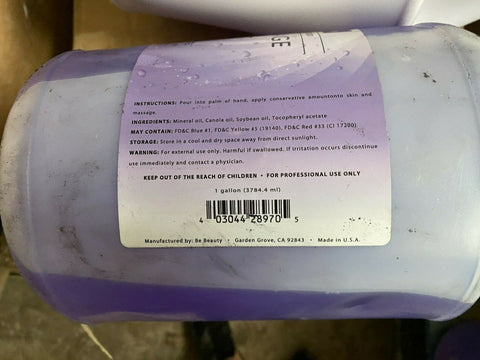 GE
INSTRUCTIONS: Pour into palm of hand, apply conservative amountonto skin and
massage.
INGREDIENTS: Mineral oil, Canola oil, Soybean oil, Tocopheryl acetate
MAY CONTAIN: FD&C Blue #1, FD&C Yellow #5 (19140), FD&C Red #33 (CI 17200)
STORAGE: Store in a cool and dry space away from direct sunlight.
WARNING: For external use only. Harmful if swallowed. If irritation occurs discontinue
use immediately and contact a physician.
KEEP OUT OF THE REACH OF CHILDREN • FOR PROFESSIONAL USE ONLY
1 gallon (3784.4 ml)
4 03044 28970 5
Manufactured by: Be Beauty • Garden Grove, CA 92843 • Made in U.S.A.